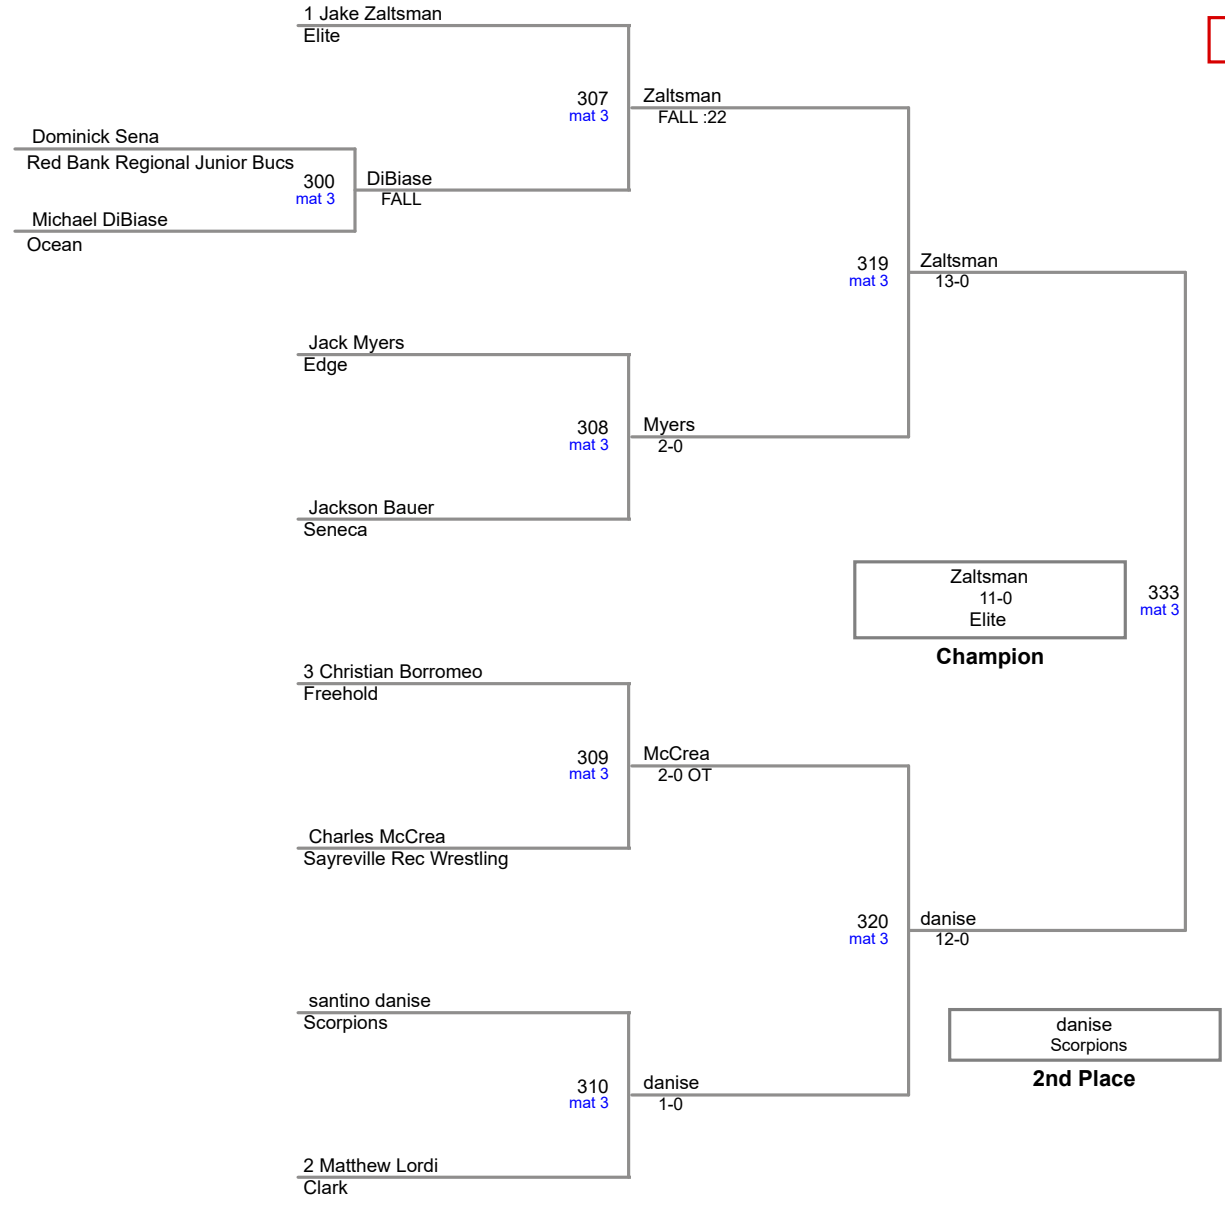 1 Jake Zaltsman
Elite
307
mat 3
Zaltsman
FALL :22
Dominick Sena
Red Bank Regional Junior Bucs
300
mat 3
DiBiase
FALL
Michael DiBiase
Ocean
319
mat 3
Zaltsman
13-0
Jack Myers
Edge
308
mat 3
Myers
2-0
Jackson Bauer
Seneca
Zaltsman
11-0
Elite
Champion
333
mat 3
3 Christian Borromeo
Freehold
309
mat 3
McCrea
2-0 OT
Charles McCrea
Sayreville Rec Wrestling
320
mat 3
danise
12-0
santino danise
Scorpions
danise
Scorpions
2nd Place
310
mat 3
danise
1-0
2 Matthew Lordi
Clark